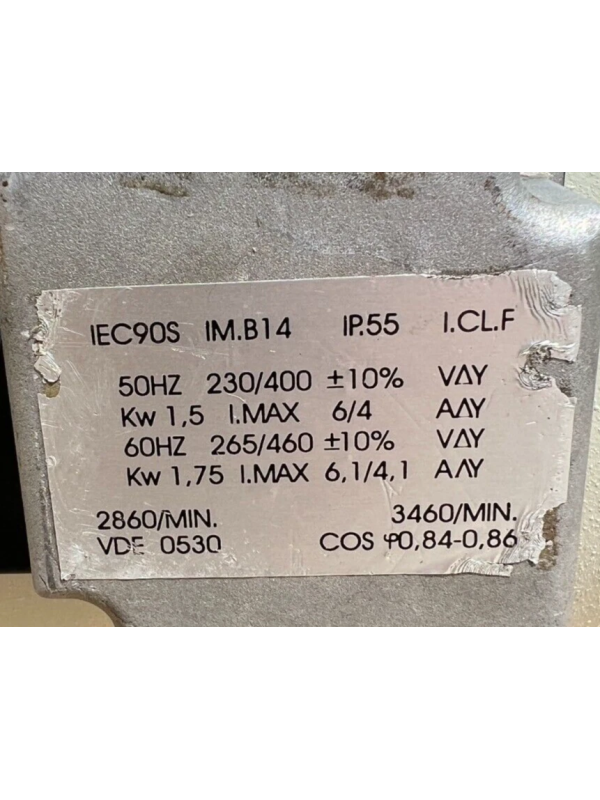 IEC90S IM.B14 IP.55 I.CL.F
50HZ 230/400 ±10% VΔY
Kw 1,5 I.MAX 6/4 AΛY
60HZ 265/460 ±10% VΔY
Kw 1,75 I.MAX 6,1/4,1 AΛY
2860/MIN. 3460/MIN.
VDE 0530 COS φ0,84-0,86